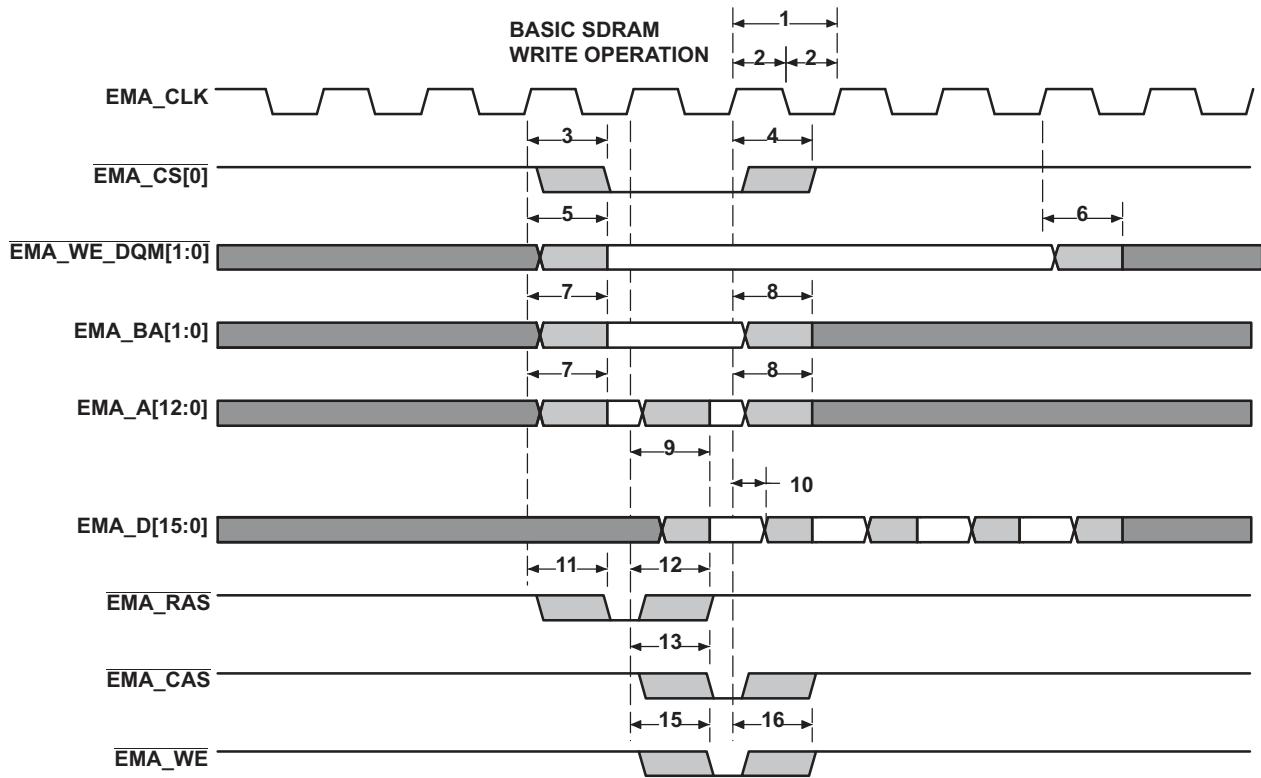 1
BASIC SDRAM
WRITE OPERATION
2 2
EMA_CLK
3 4
EMA_CS[0]
5 6
EMA_WE_DQM[1:0]
7 8
EMA_BA[1:0]
7 8
EMA_A[12:0]
9
10
EMA_D[15:0]
11 12
EMA_RAS
13
EMA_CAS
15 16
EMA_WE